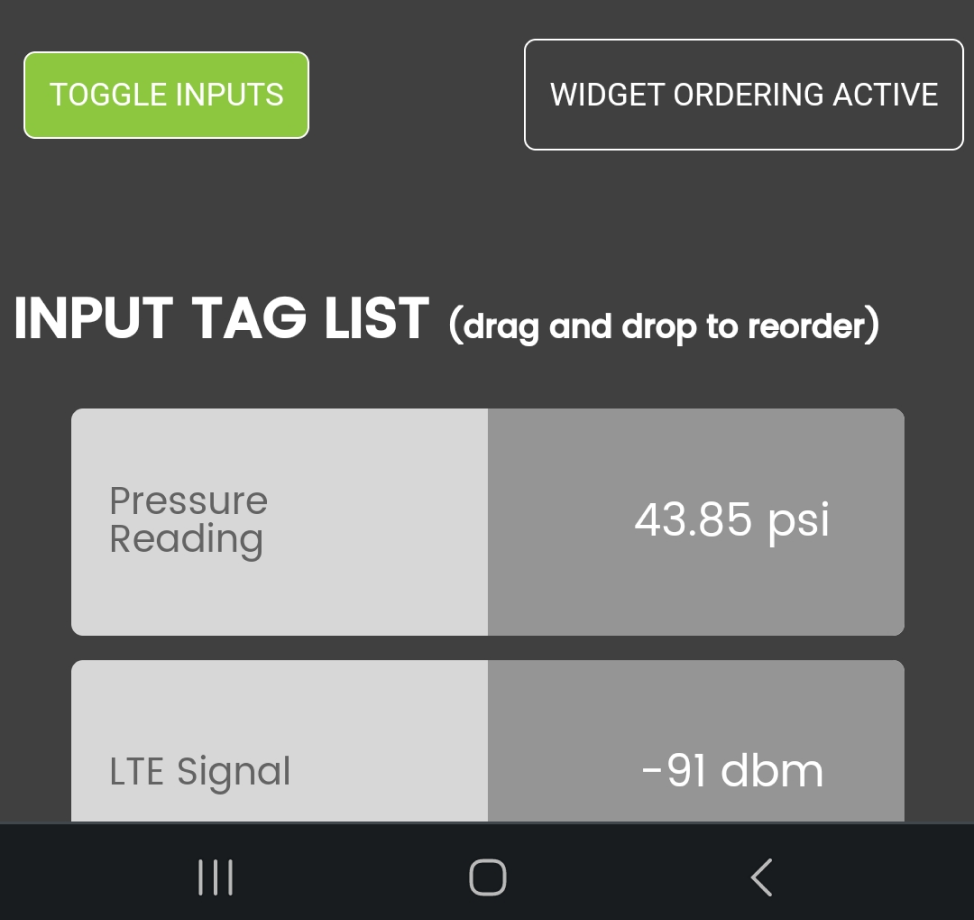 TOGGLE INPUTS
WIDGET ORDERING ACTIVE
INPUT TAG LIST (drag and drop to reorder)
Pressure
Reading
43.85 psi
LTE Signal
-91 dbm